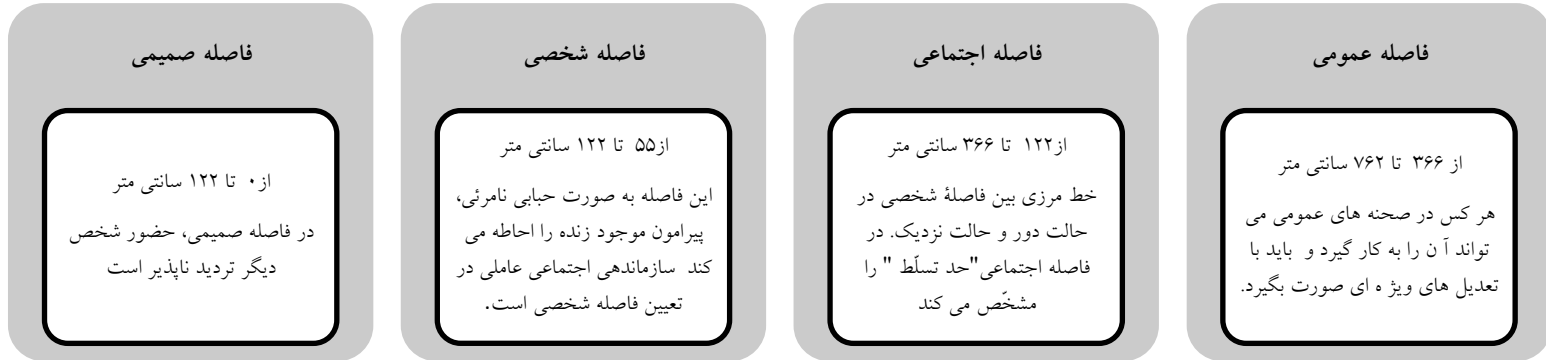 فاصله عمومی
از ۳۶۶ تا ۷۶۲ سانتی متر
هر کس در صحنه های عمومی می
تواند آ ن را به کار گیرد و باید با
تعدیل های ویژ ه ای صورت بگیرد.
فاصله اجتماعی
از۱۲۲ تا ۳۶۶ سانتی متر
خط مرزی بین فاصلۀ شخصی در
حالت دور و حالت نزدیک. در
فاصله اجتماعی"حد تسلّط " را
مشخّص می کند
فاصله شخصی
از۵۵ تا ۱۲۲ سانتی متر
این فاصله به صورت حبابی نامرئی،
پیرامون موجود زنده را احاطه می
کند سازماندهی اجتماعی عاملی در
تعیین فاصله شخصی است.
فاصله صمیمی
از۰ تا ۱۲۲ سانتی متر
در فاصله صمیمی، حضور شخص
دیگر تردید ناپذیر است